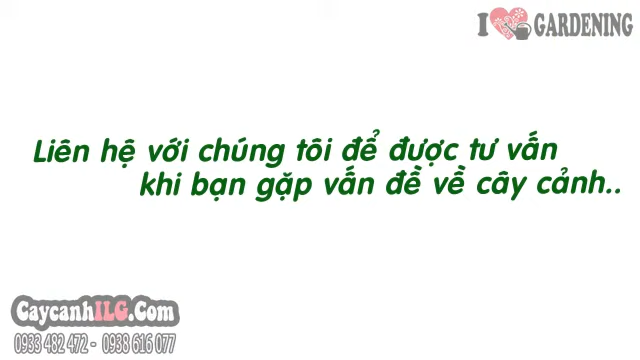 I GARDENING
Liên hệ với chúng tôi để được tư vấn
khi bạn gặp vấn đề về cây cảnh..
CaycanhILG.Com
0933 482 472 - 0938 616 077